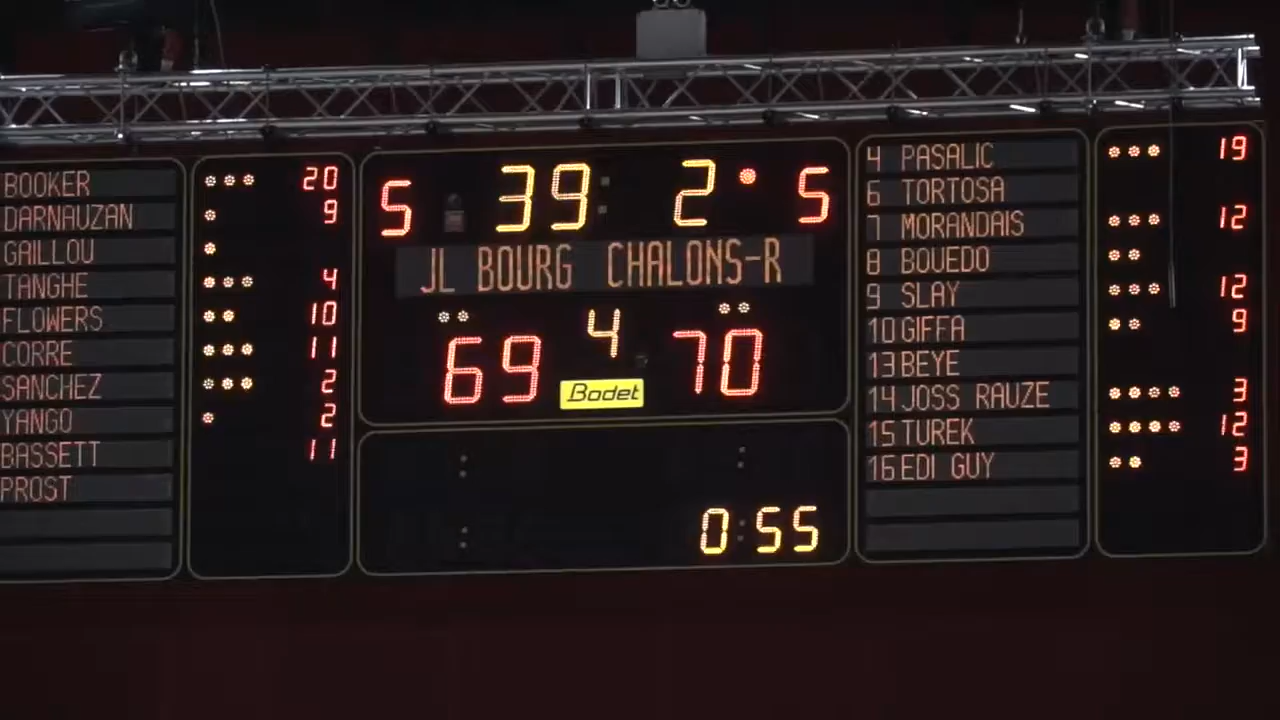 BOOKER 20
DARNAUZAN 9
GAILLOU
TANGHE 4
FLOWERS 10
CORRE 11
SANCHEZ 2
YANGO 2
BASSETT 11
PROST
5 39:2 5
JL BOURG CHALONS-R
4
69 70
Bodet
0:55
4 PASALIC 19
6 TORTOSA
7 MORANDAIS 12
8 BOUEDO
9 SLAY 12
10 GIFFA 9
13 BEYE
14 JOSS RAUZE 3
15 TUREK 12
16 EDI GUY 3